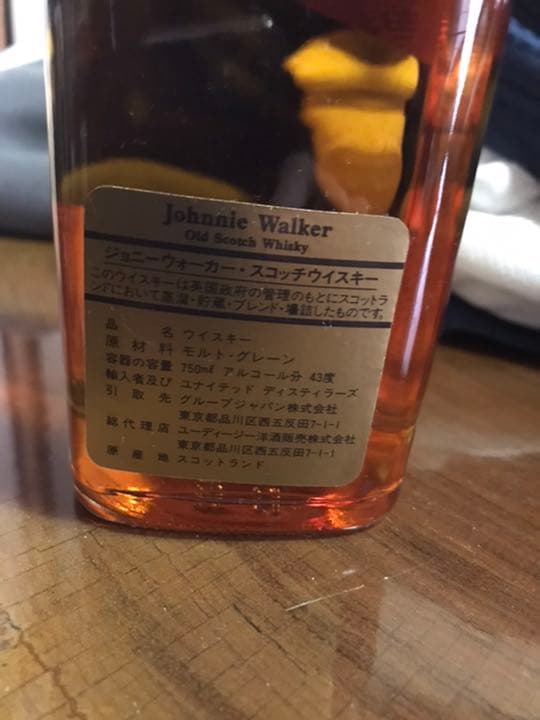 Johnnie Walker
Old Scotch Whisky
ジョニーウォーカー・スコッチウイスキー
このウイスキーは英国政府の管理のもとにスコットラ
ンドにおいて蒸溜・貯蔵・ブレンド・壜詰したものです。
品 名 ウイスキー
原材料 モルト・グレーン
容器の容量 750mℓ アルコール分 43度
輸入者及び ユナイテッド ディスティラーズ
引取先 グループジャパン株式会社
東京都品川区西五反田7-1-1
総代理店 ユーディージー洋酒販売株式会社
東京都品川区西五反田7-1-1
原産地 スコットランド